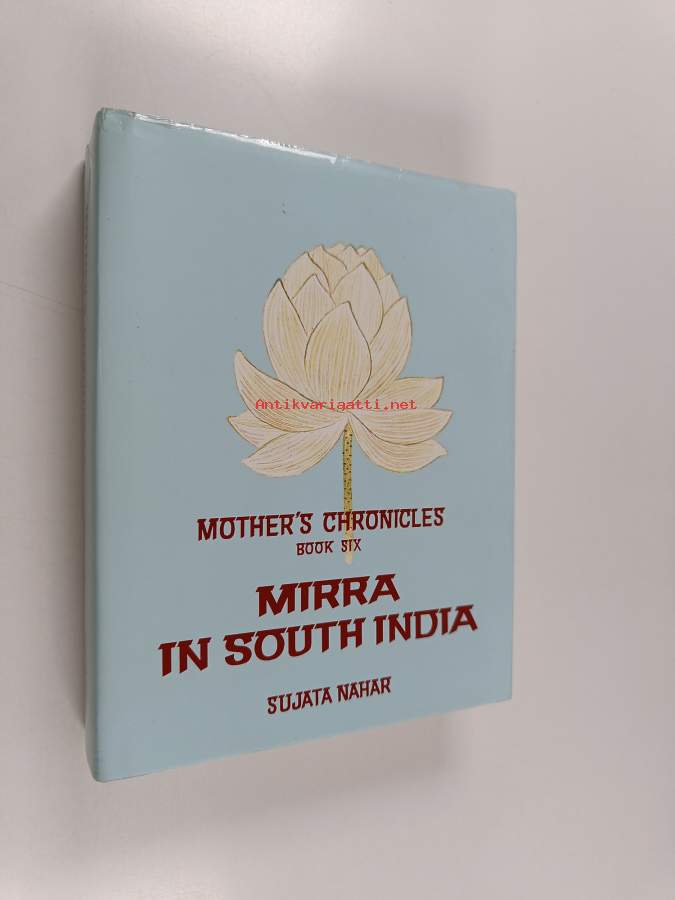 Antikvariaatti.net
MOTHER'S CHRONICLES
BOOK SIX
MIRRA
IN SOUTH INDIA
SUJATA NAHAR